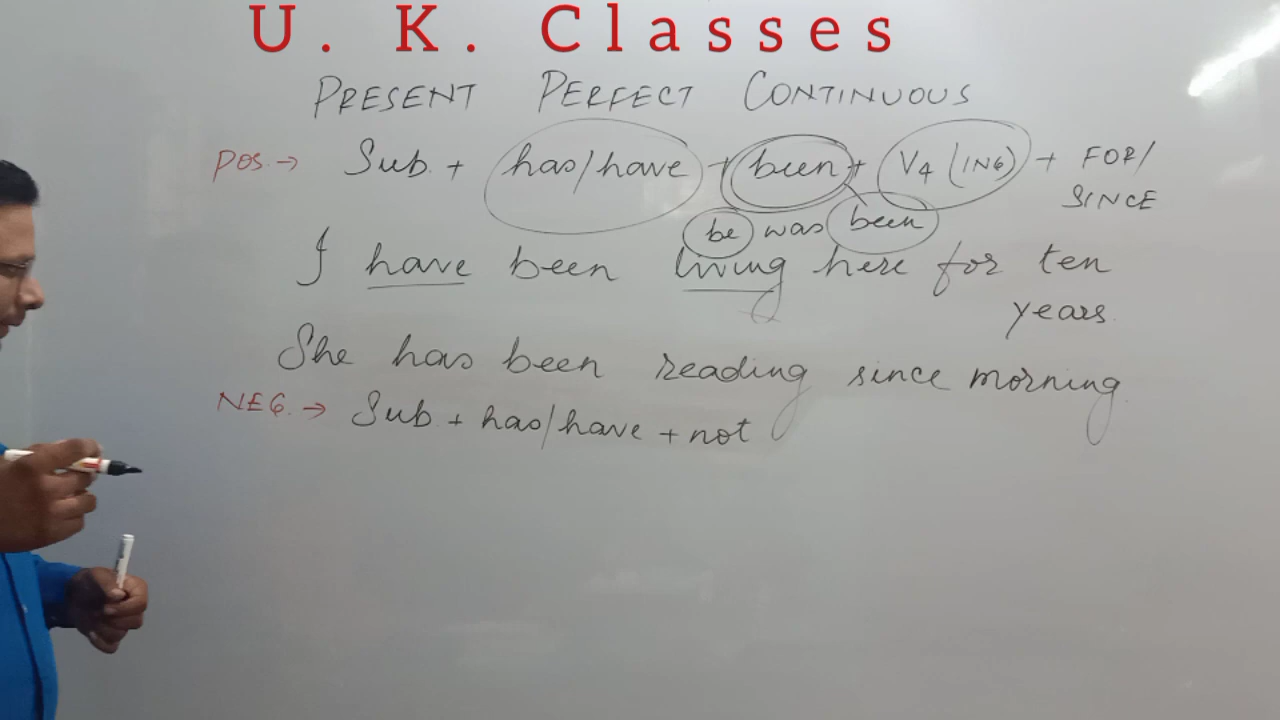 U. K. Classes
PRESENT PERFECT CONTINUOUS
POS. → Sub + has/have + been + V4 (ING) + FOR/
SINCE
be was been
I have been living here for ten
years.
She has been reading since morning.
NEG. → Sub + has/have + not